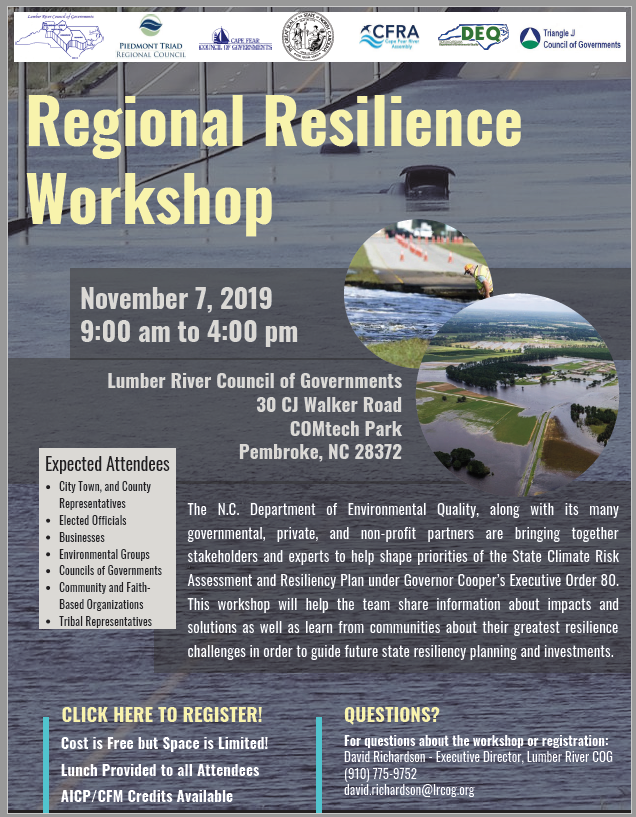 Lumber River Council of Governments
PIEDMONT TRIAD
REGIONAL COUNCIL
CAPE FEAR
COUNCIL OF GOVERNMENTS
CFRA
Cape Fear River
Assembly
DEQ
Triangle J
Council of Governments
Regional Resilience
Workshop
November 7, 2019
9:00 am to 4:00 pm
Lumber River Council of Governments
30 CJ Walker Road
COMtech Park
Pembroke, NC 28372
Expected Attendees
• City Town, and County
Representatives
• Elected Officials
• Businesses
• Environmental Groups
• Councils of Governments
• Community and Faith-
Based Organizations
• Tribal Representatives
The N.C. Department of Environmental Quality, along with its many
governmental, private, and non-profit partners are bringing together
stakeholders and experts to help shape priorities of the State Climate Risk
Assessment and Resiliency Plan under Governor Cooper's Executive Order 80.
This workshop will help the team share information about impacts and
solutions as well as learn from communities about their greatest resilience
challenges in order to guide future state resiliency planning and investments.
CLICK HERE TO REGISTER!
Cost is Free but Space is Limited!
Lunch Provided to all Attendees
AICP/CFM Credits Available
QUESTIONS?
For questions about the workshop or registration:
David Richardson - Executive Director, Lumber River COG
(910) 775-9752
david.richardson@lrcog.org